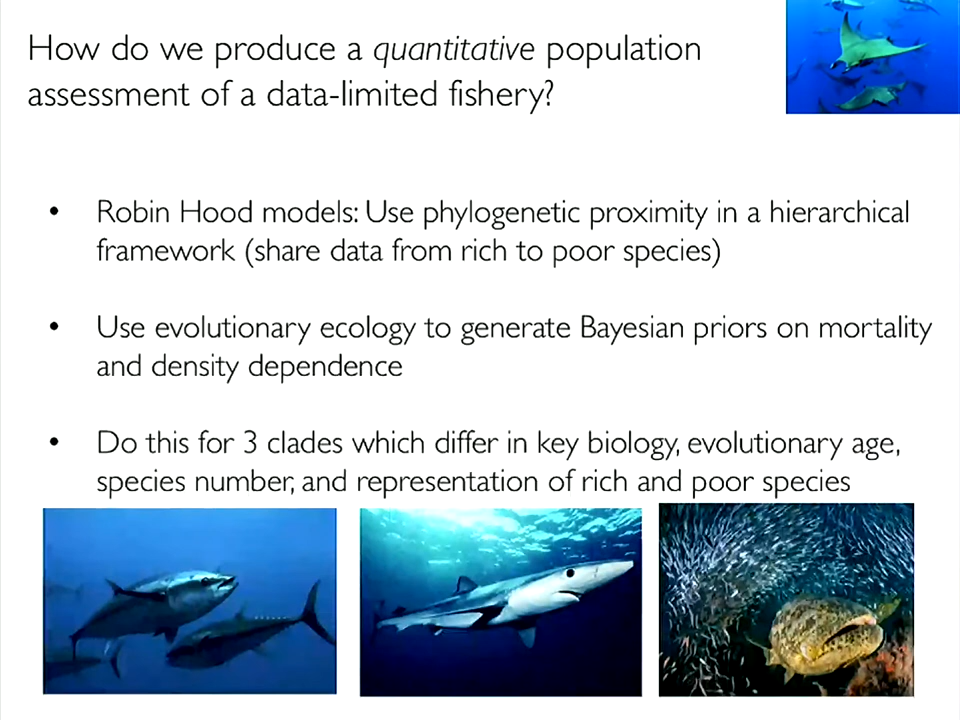 How do we produce a quantitative population
assessment of a data-limited fishery?
• Robin Hood models: Use phylogenetic proximity in a hierarchical
framework (share data from rich to poor species)
• Use evolutionary ecology to generate Bayesian priors on mortality
and density dependence
• Do this for 3 clades which differ in key biology, evolutionary age,
species number, and representation of rich and poor species